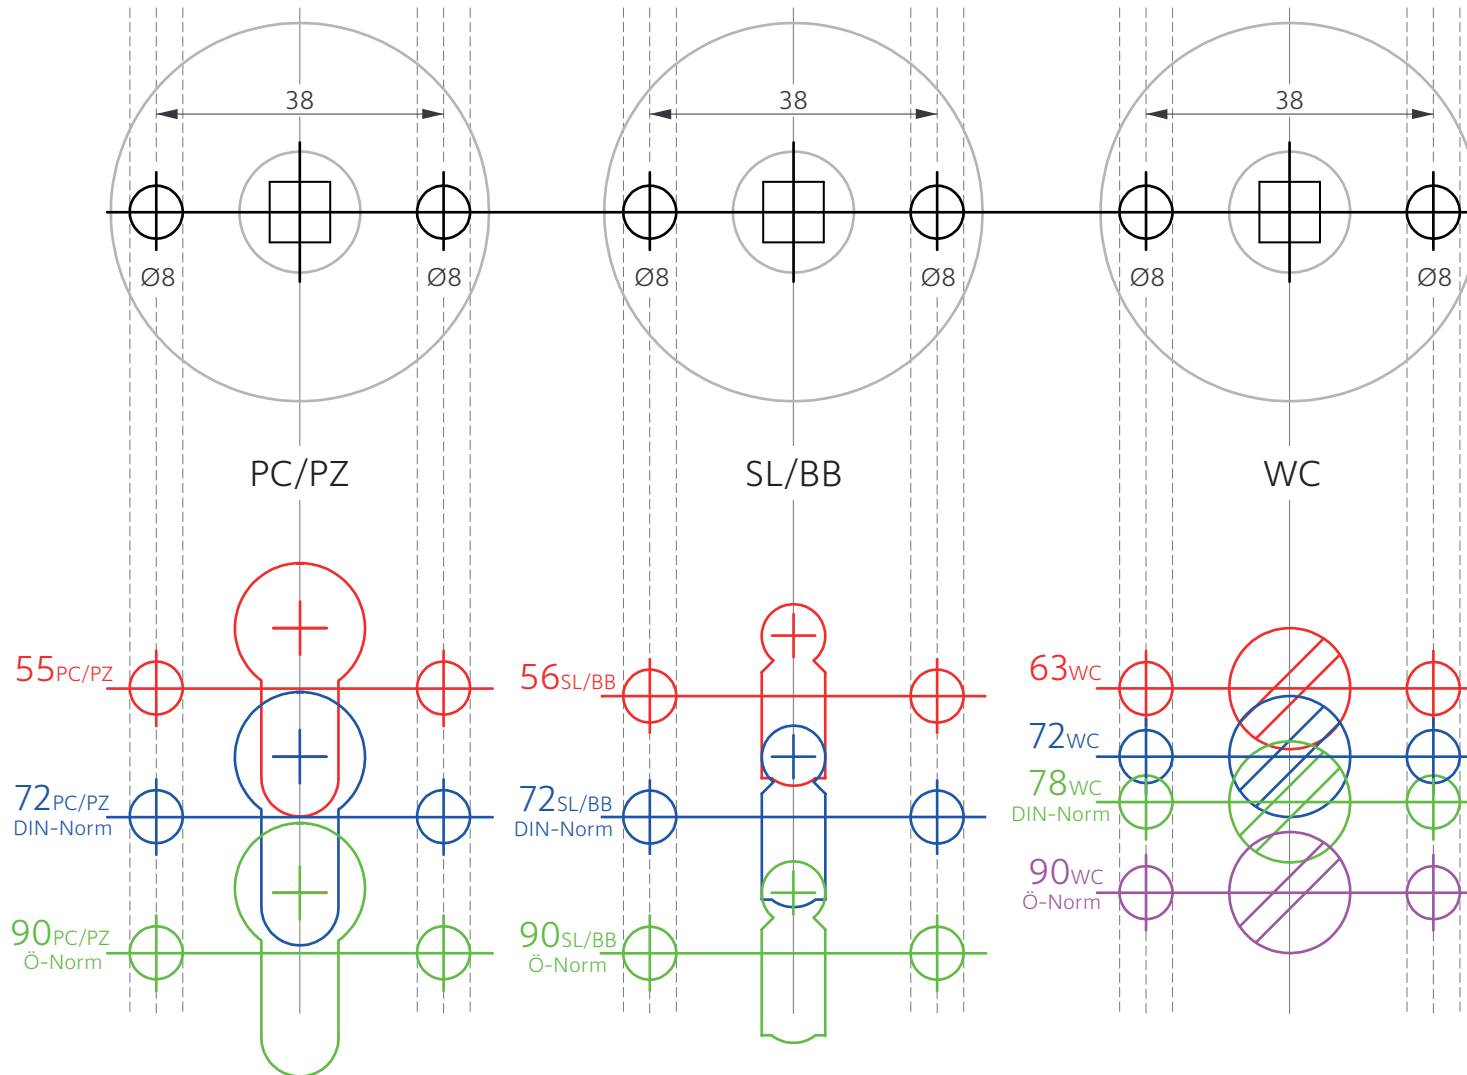 38
38
38
Ø8
Ø8
Ø8
Ø8
Ø8
Ø8
PC/PZ
SL/BB
WC
55PC/PZ
72PC/PZ
DIN-Norm
90PC/PZ
Ö-Norm
56SL/BB
72SL/BB
DIN-Norm
90SL/BB
Ö-Norm
63WC
72WC
78WC
DIN-Norm
90WC
Ö-Norm